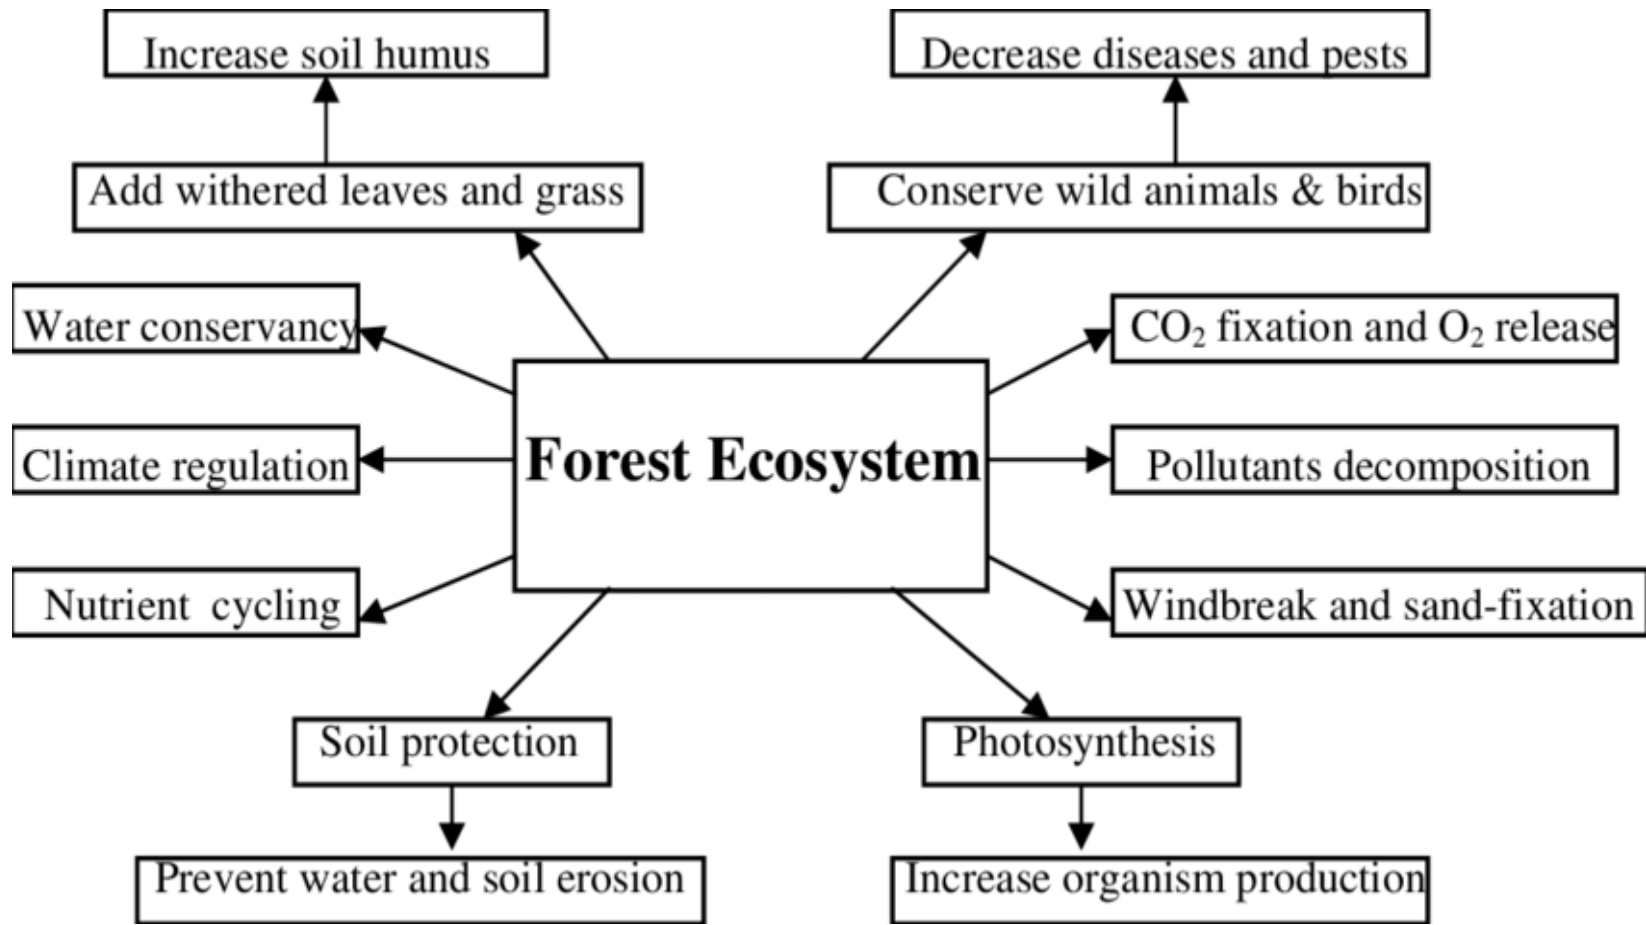 Increase soil humus
Decrease diseases and pests
Add withered leaves and grass
Conserve wild animals & birds
Water conservancy
CO₂ fixation and O₂ release
Forest Ecosystem
Climate regulation
Pollutants decomposition
Nutrient cycling
Windbreak and sand-fixation
Soil protection
Photosynthesis
Prevent water and soil erosion
Increase organism production